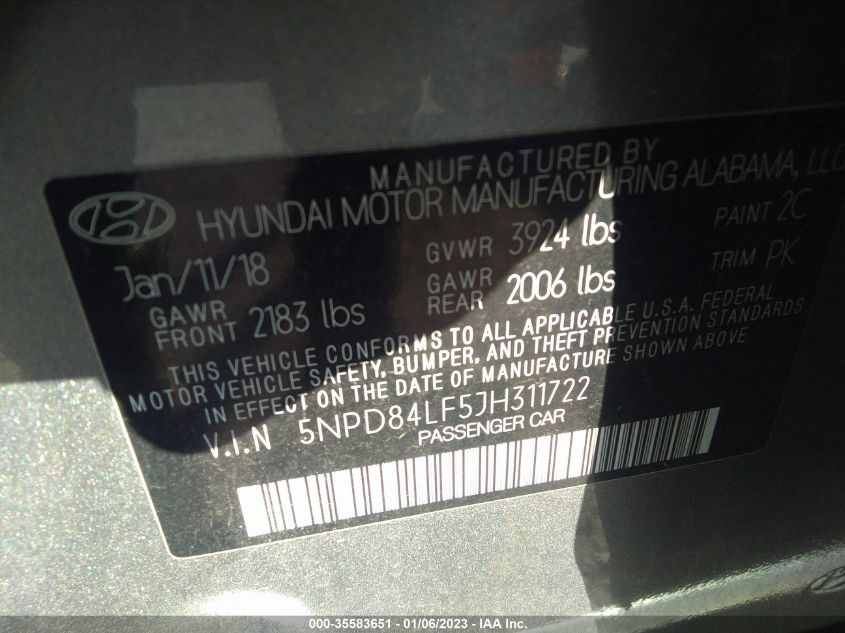 MANUFACTURED BY
HYUNDAI MOTOR MANUFACTURING ALABAMA, LLC
Jan/11/18 GVWR 3924 lbs PAINT 2C
GAWR FRONT 2183 lbs GAWR REAR 2006 lbs TRIM PK
THIS VEHICLE CONFORMS TO ALL APPLICABLE U.S.A. FEDERAL
MOTOR VEHICLE SAFETY, BUMPER, AND THEFT PREVENTION STANDARDS
IN EFFECT ON THE DATE OF MANUFACTURE SHOWN ABOVE
V.I.N 5NPD84LF5JH311722
PASSENGER CAR
000-35583651 - 01/06/2023 - IAA Inc.